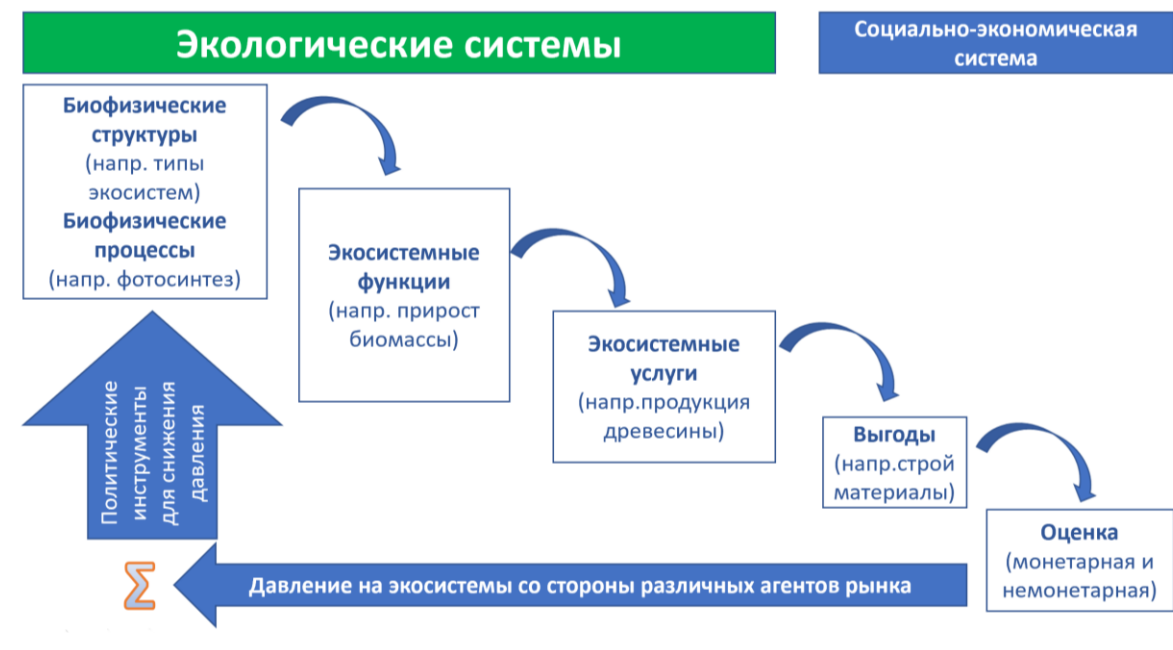 Экологические системы
Социально-экономическая
система
Биофизические
структуры
(напр. типы
экосистем)
Биофизические
процессы
(напр. фотосинтез)
Экосистемные
функции
(напр. прирост
биомассы)
Экосистемные
услуги
(напр.продукция
древесины)
Выгоды
(напр.строй
материалы)
Оценка
(монетарная и
немонетарная)
Политические
инструменты
для снижения
давления
Σ
Давление на экосистемы со стороны различных агентов рынка